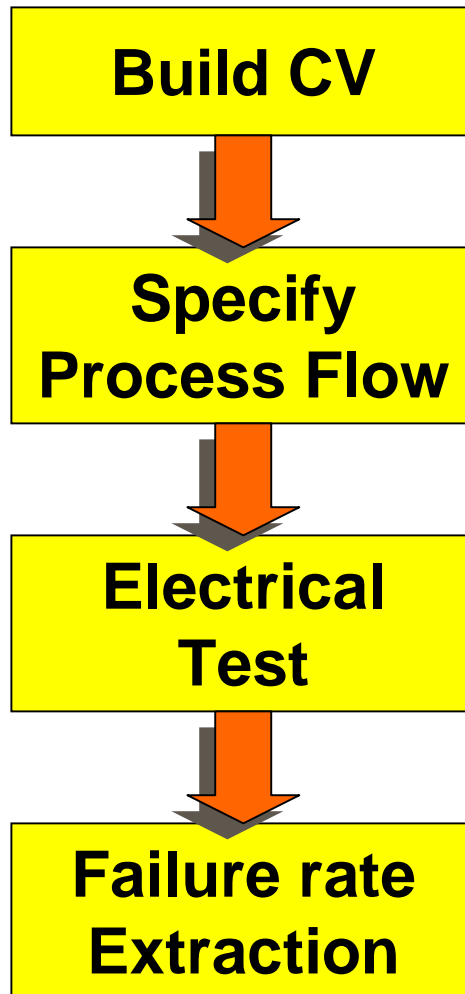 Build CV
Specify
Process Flow
Electrical
Test
Failure rate
Extraction